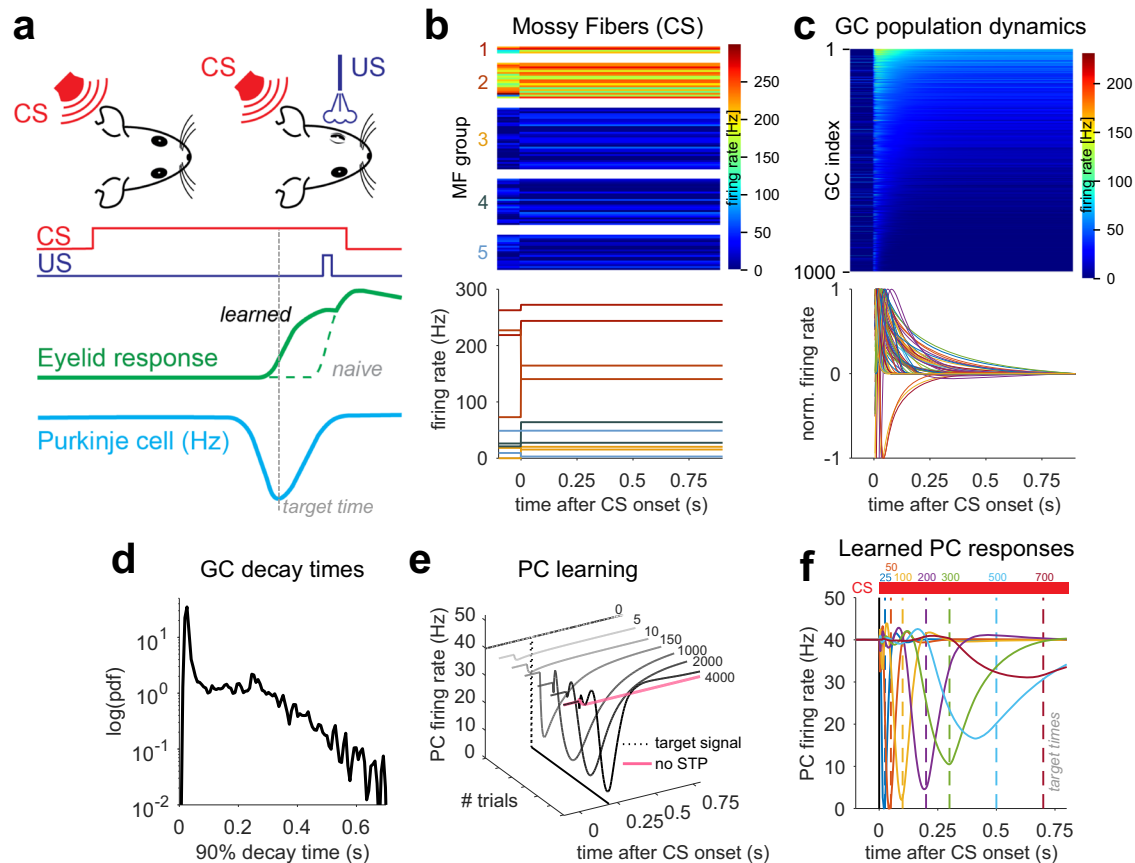 a
CS
CS
US
CS
US
learned
Eyelid response
naive
Purkinje cell (Hz)
target time
b
Mossy Fibers (CS)
1
2
3
4
5
MF group
250
200
150
100
50
0
firing rate [Hz]
300
200
100
0
firing rate (Hz)
0 0.25 0.5 0.75
time after CS onset (s)
c
GC population dynamics
1
1000
GC index
200
150
100
50
0
firing rate [Hz]
1
0
-1
norm. firing rate
0 0.25 0.5 0.75
time after CS onset (s)
d
GC decay times
10^1
10^0
10^-1
10^-2
log(pdf)
0 0.2 0.4 0.6
90% decay time (s)
e
PC learning
50
40
30
20
10
0
PC firing rate (Hz)
0
5
10
150
1000
2000
4000
target signal
no STP
# trials
0 0.25 0.5 0.75
time after CS onset (s)
f
Learned PC responses
CS
25 50 100 200 300 500 700
50
40
30
20
10
0
PC firing rate (Hz)
target times
0 0.25 0.5 0.75
time after CS onset (s)